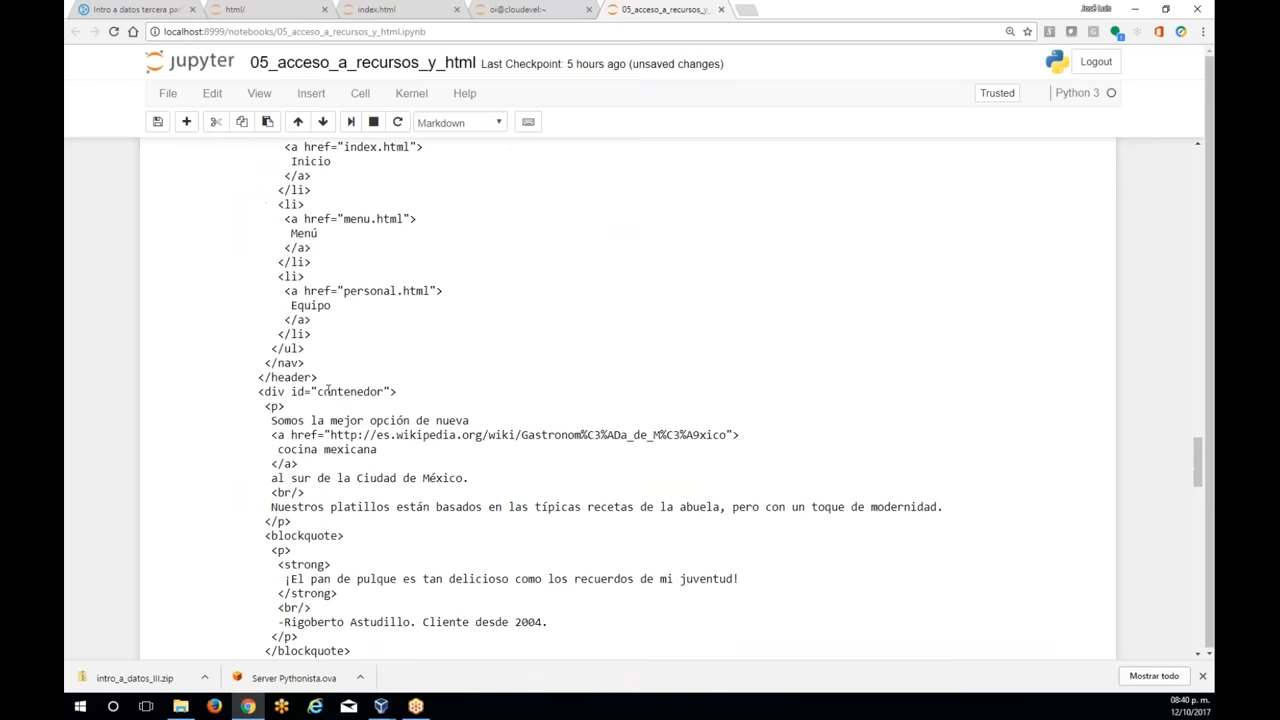 Intro a datos tercera par
html/
index.html
oi@cloudevel:~
05_acceso_a_recursos_y_
José Luis
localhost:8999/notebooks/05_acceso_a_recursos_y_html.ipynb
jupyter
05_acceso_a_recursos_y_html
Last Checkpoint: 5 hours ago (unsaved changes)
Logout
File
Edit
View
Insert
Cell
Kernel
Help
Trusted
Python 3
Markdown
<a href="index.html">
Inicio
</a>
</li>
<li>
<a href="menu.html">
Menú
</a>
</li>
<li>
<a href="personal.html">
Equipo
</a>
</li>
</ul>
</nav>
</header>
<div id="contenedor">
<p>
Somos la mejor opción de nueva
<a href="http://es.wikipedia.org/wiki/Gastronom%C3%ADa_de_M%C3%A9xico">
cocina mexicana
</a>
al sur de la Ciudad de México.
<br/>
Nuestros platillos están basados en las típicas recetas de la abuela, pero con un toque de modernidad.
</p>
<blockquote>
<p>
<strong>
¡El pan de pulque es tan delicioso como los recuerdos de mi juventud!
</strong>
<br/>
-Rigoberto Astudillo. Cliente desde 2004.
</p>
</blockquote>
intro_a_datos_III.zip
Server Pythonista.ova
Mostrar todo
08:40 p. m.
12/10/2017